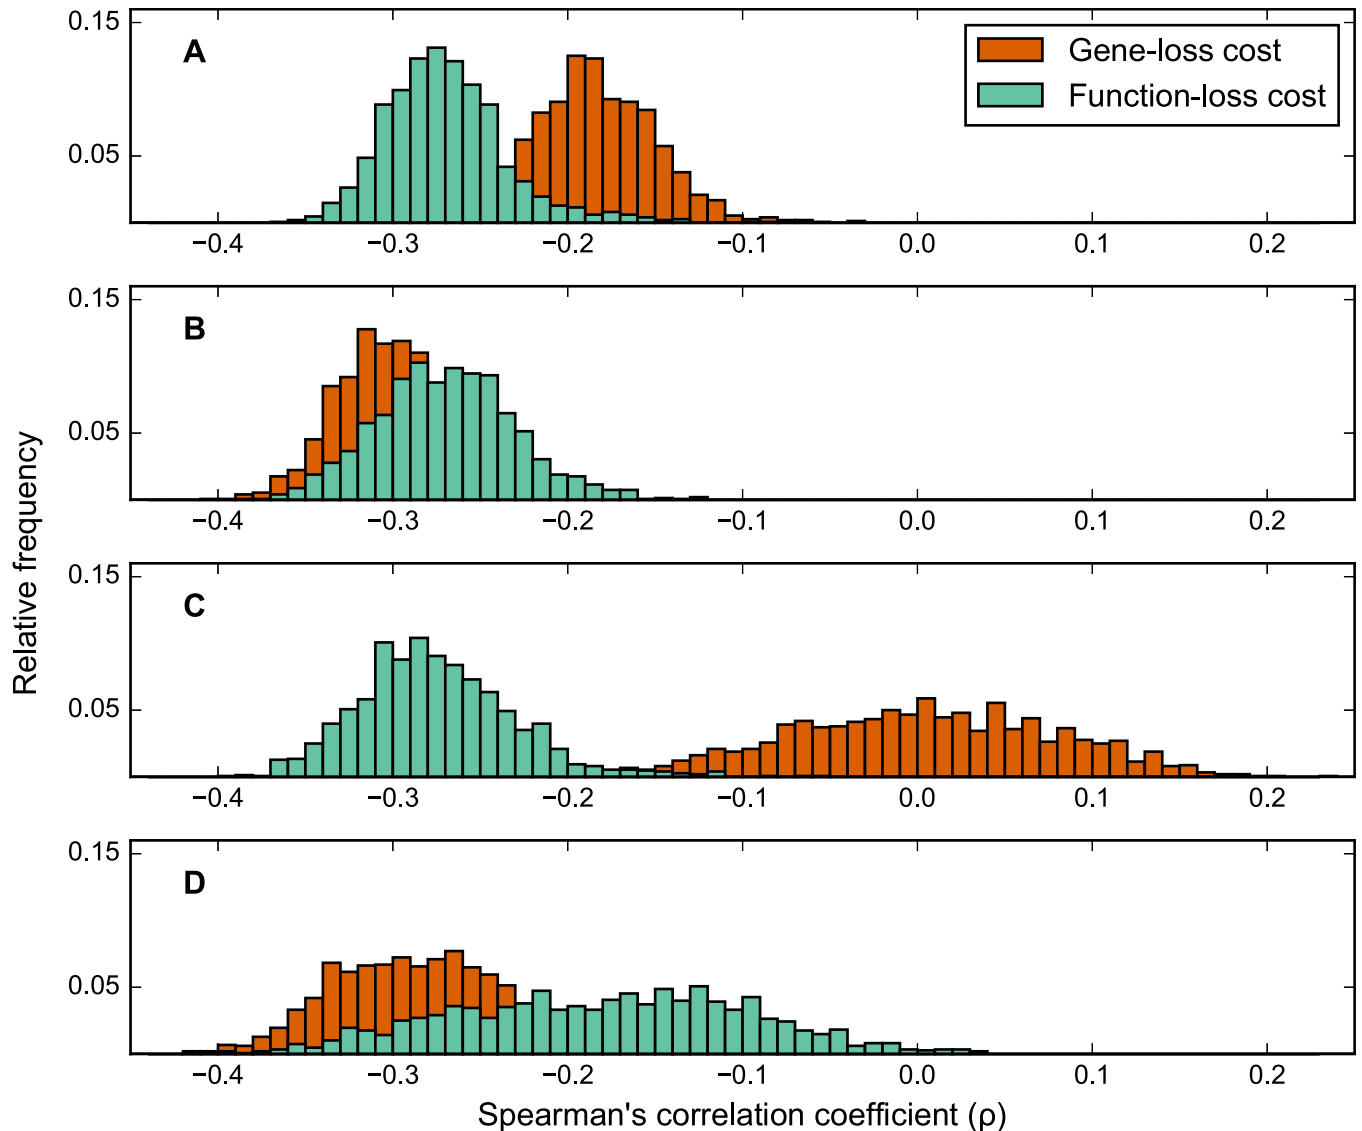 0.15
A
Gene-loss cost
Function-loss cost
0.05
−0.4 −0.3 −0.2 −0.1 0.0 0.1 0.2
0.15
B
0.05
−0.4 −0.3 −0.2 −0.1 0.0 0.1 0.2
Relative frequency
0.15
C
0.05
−0.4 −0.3 −0.2 −0.1 0.0 0.1 0.2
0.15
D
0.05
−0.4 −0.3 −0.2 −0.1 0.0 0.1 0.2
Spearman's correlation coefficient (ρ)